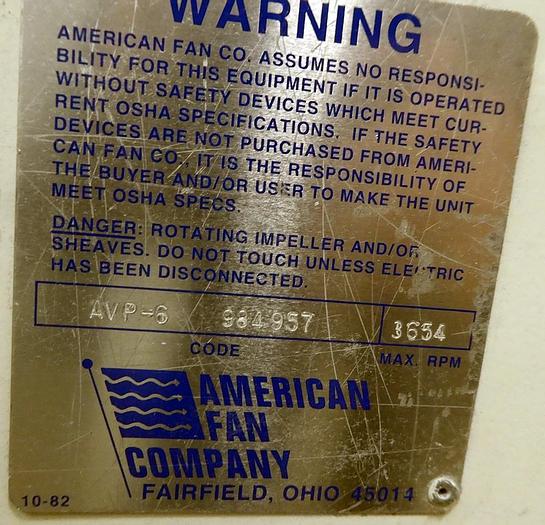 WARNING
AMERICAN FAN CO. ASSUMES NO RESPONSI-
BILITY FOR THIS EQUIPMENT IF IT IS OPERATED
WITHOUT SAFETY DEVICES WHICH MEET CUR-
RENT OSHA SPECIFICATIONS. IF THE SAFETY
DEVICES ARE NOT PURCHASED FROM AMERI-
CAN FAN CO., IT IS THE RESPONSIBILITY OF
THE BUYER AND/OR USER TO MAKE THE UNIT
MEET OSHA SPECS.
DANGER: ROTATING IMPELLER AND/OR
SHEAVES. DO NOT TOUCH UNLESS ELECTRIC
HAS BEEN DISCONNECTED.
AVP-6 984957 3654
CODE MAX. RPM
AMERICAN
FAN
COMPANY
FAIRFIELD, OHIO 45014
10-82